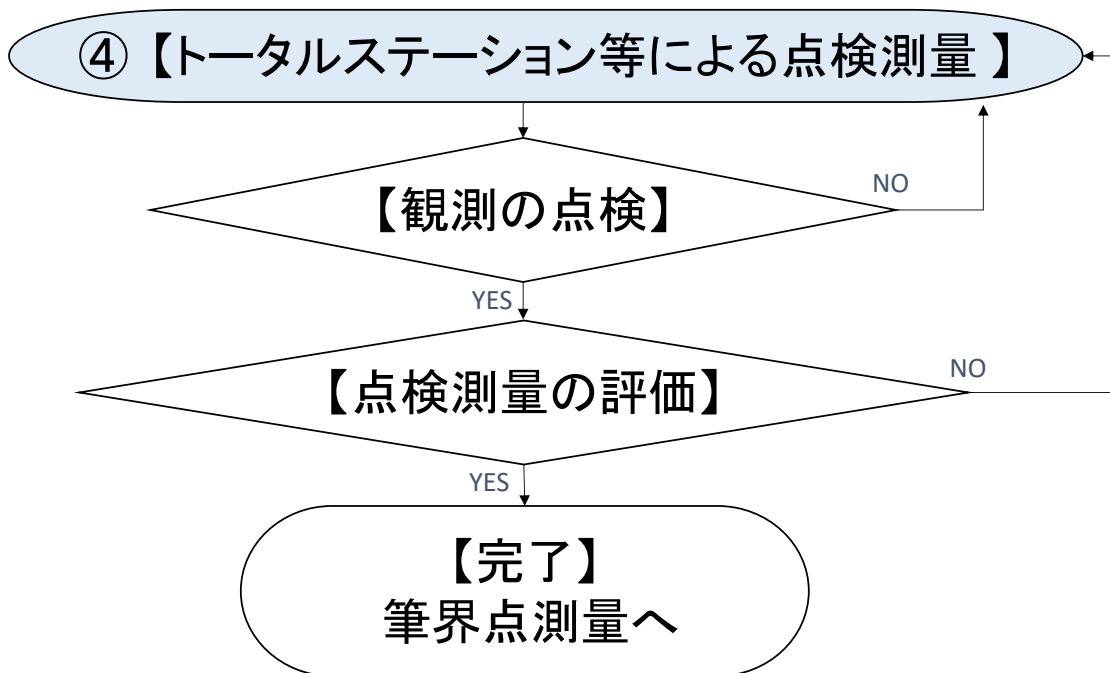 ④【トータルステーション等による点検測量 】
【観測の点検】
NO
YES
【点検測量の評価】
NO
YES
【完了】
筆界点測量へ